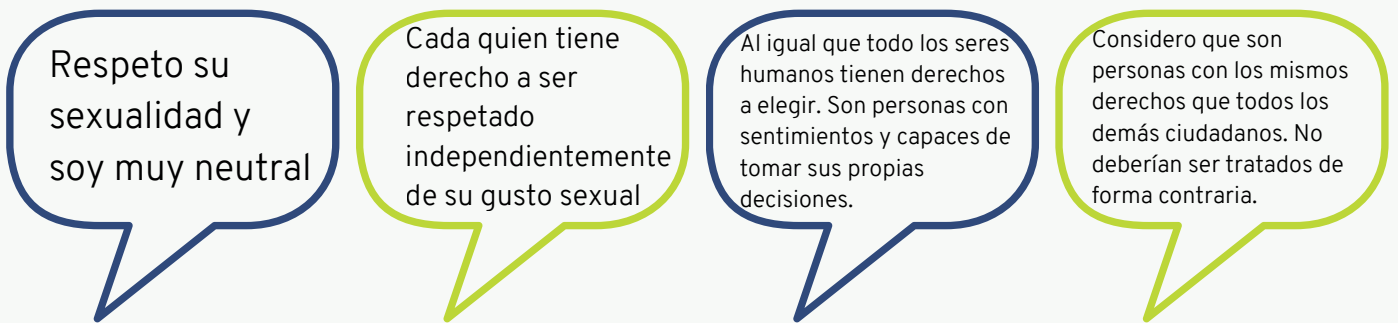 Respeto su
sexualidad y
soy muy neutral
Cada quien tiene
derecho a ser
respetado
independientemente
de su gusto sexual
Al igual que todo los seres
humanos tienen derechos
a elegir. Son personas con
sentimientos y capaces de
tomar sus propias
decisiones.
Considero que son
personas con los mismos
derechos que todos los
demás ciudadanos. No
deberían ser tratados de
forma contraria.